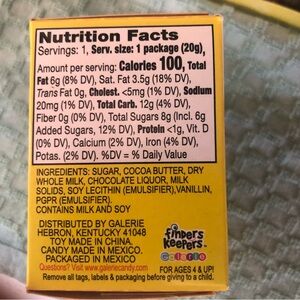 Nutrition Facts
Servings: 1, Serv. size: 1 package (20g),
Amount per serving: Calories 100, Total
Fat 6g (8% DV), Sat. Fat 3.5g (18% DV),
Trans Fat 0g, Cholest. <5mg (1% DV), Sodium
20mg (1% DV), Total Carb. 12g (4% DV),
Fiber 0g (0% DV), Total Sugars 8g (Incl. 6g
Added Sugars, 12% DV), Protein <1g, Vit. D
(0% DV), Calcium (2% DV), Iron (4% DV),
Potas. (2% DV). %DV = % Daily Value
INGREDIENTS: SUGAR, COCOA BUTTER, DRY
WHOLE MILK, CHOCOLATE LIQUOR, MILK
SOLIDS, SOY LECITHIN (EMULSIFIER), VANILLIN,
PGPR (EMULSIFIER).
CONTAINS MILK AND SOY
DISTRIBUTED BY GALERIE
HEBRON, KENTUCKY 41048
TOY MADE IN CHINA.
CANDY MADE IN MEXICO.
PACKAGED IN MEXICO
Questions? Visit www.galeriecandy.com
Remove all tags, labels & packaging before giving to a child.
Finders
Keepers.
Galerie
FOR AGES 4 & UP!